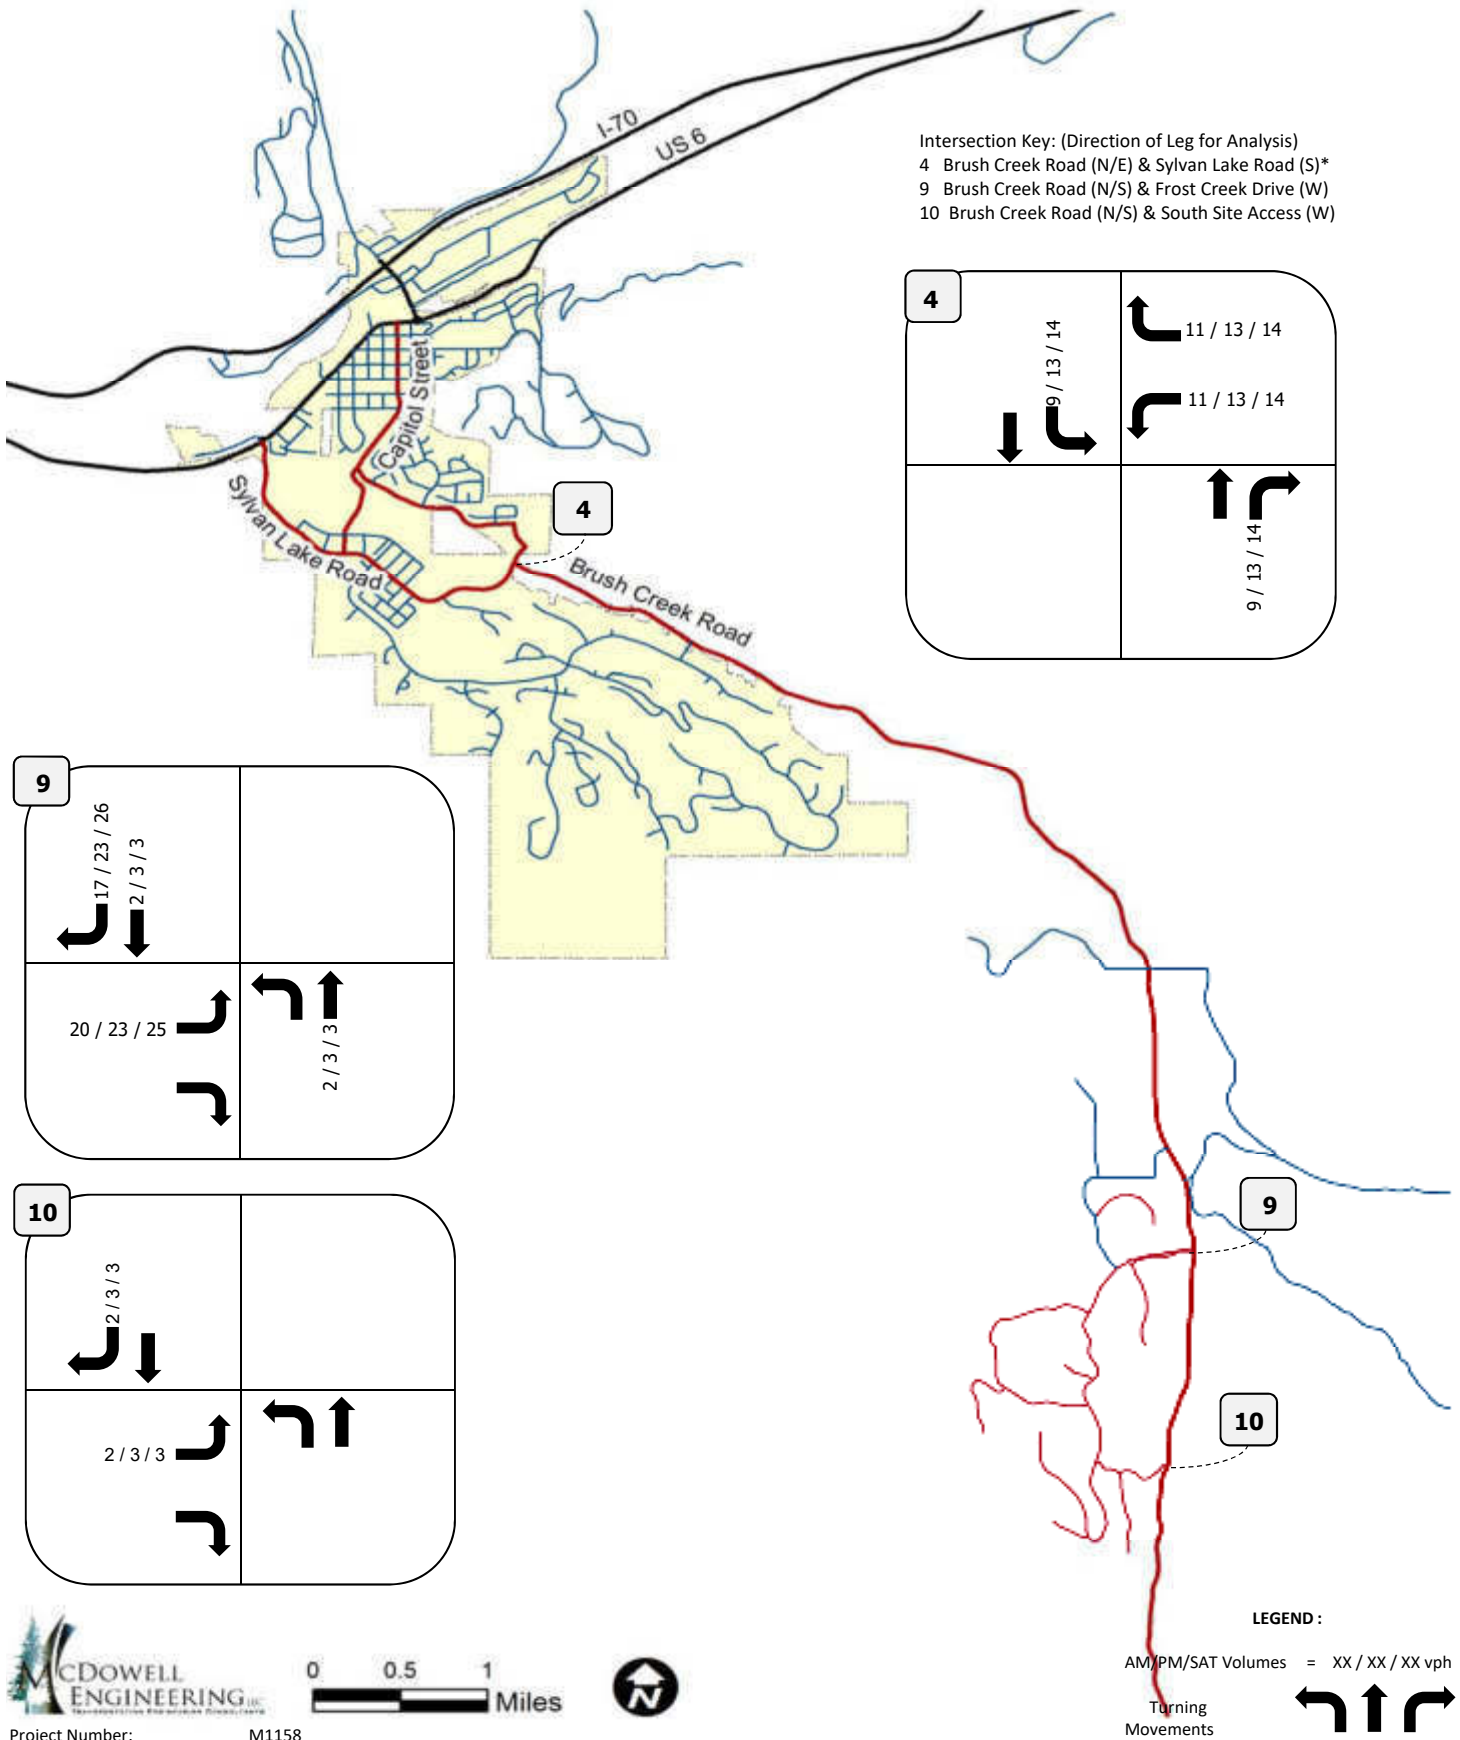 I-70
US 6
Intersection Key: (Direction of Leg for Analysis)
4 Brush Creek Road (N/E) & Sylvan Lake Road (S)*
9 Brush Creek Road (N/S) & Frost Creek Drive (W)
10 Brush Creek Road (N/S) & South Site Access (W)
4
9 / 13 / 14
11 / 13 / 14
11 / 13 / 14
9 / 13 / 14
Capitol Street
Sylvan Lake Road
4
Brush Creek Road
9
17 / 23 / 26
2 / 3 / 3
20 / 23 / 25
2 / 3 / 3
9
10
2 / 3 / 3
2 / 3 / 3
10
LEGEND :
AM/PM/SAT Volumes = XX / XX / XX vph
Turning
Movements
MCDOWELL
ENGINEERING LLC
TRANSPORTATION ENGINEERING CONSULTANTS
0 0.5 1
Miles
N
Project Number: M1158